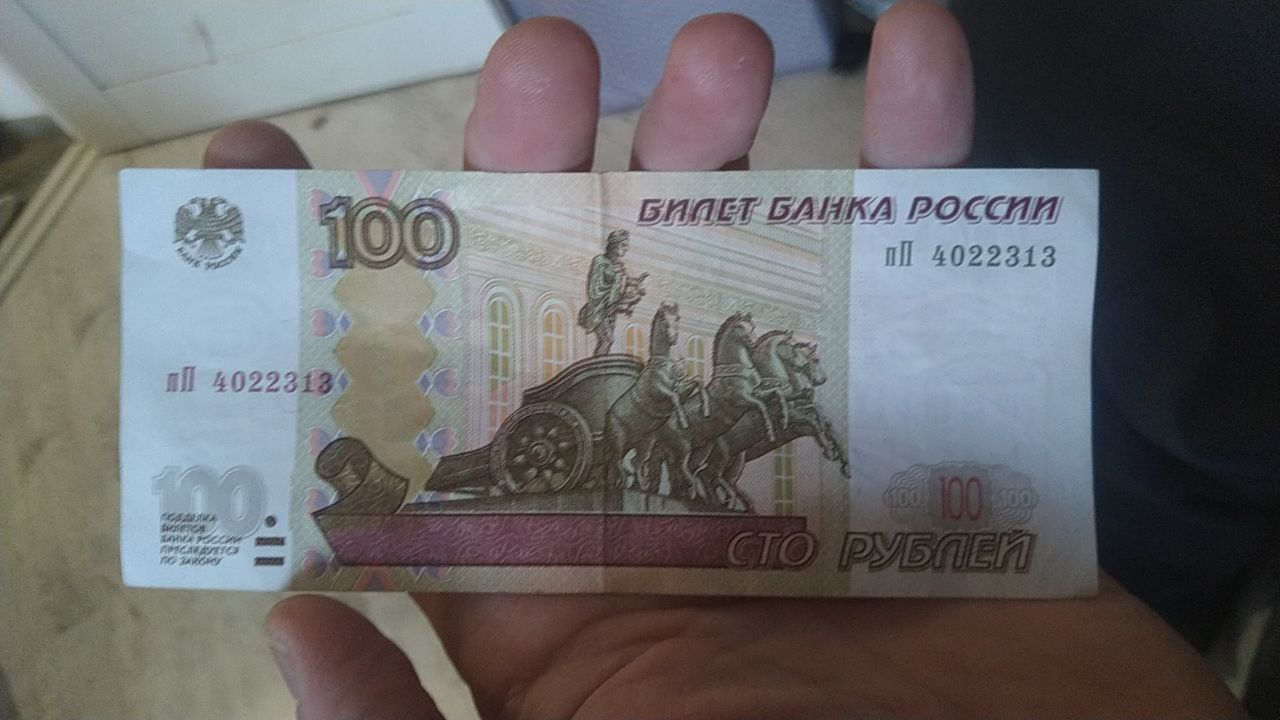 БАНК РОССИИ
100
БИЛЕТ БАНКА РОССИИ
пП 4022313
пП 4022313
100
ПОДДЕЛКА
БИЛЕТОВ
БАНКА РОССИИ
ПРЕСЛЕДУЕТСЯ
ПО ЗАКОНУ
100 100 100
СТО РУБЛЕЙ